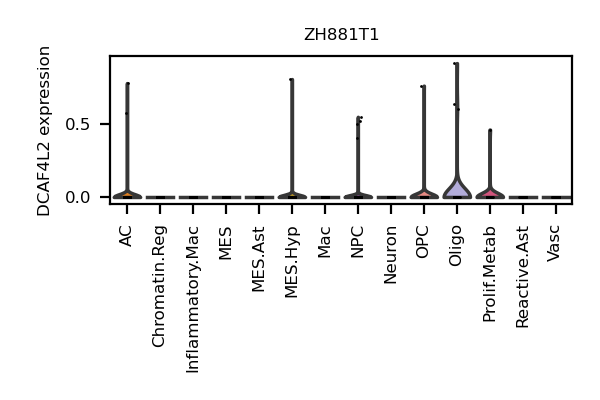 ZH881T1
DCAF4L2 expression
0.5
0.0
AC
Chromatin.Reg
Inflammatory.Mac
MES
MES.Ast
MES.Hyp
Mac
NPC
Neuron
OPC
Oligo
Prolif.Metab
Reactive.Ast
Vasc